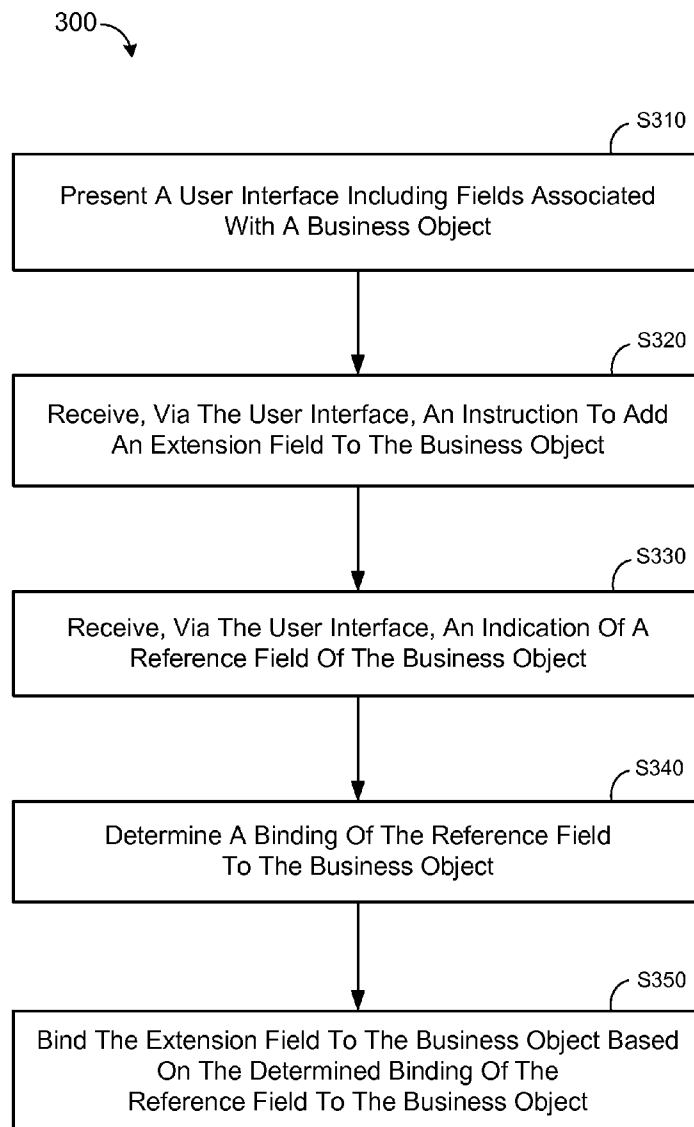 300
S310
Present A User Interface Including Fields Associated
With A Business Object
S320
Receive, Via The User Interface, An Instruction To Add
An Extension Field To The Business Object
S330
Receive, Via The User Interface, An Indication Of A
Reference Field Of The Business Object
S340
Determine A Binding Of The Reference Field
To The Business Object
S350
Bind The Extension Field To The Business Object Based
On The Determined Binding Of The
Reference Field To The Business Object